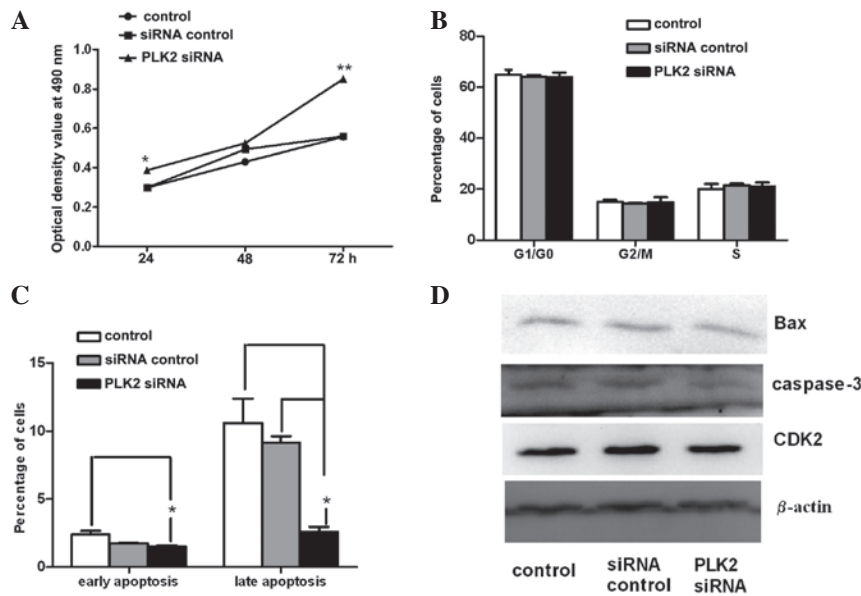 A
control
siRNA control
PLK2 siRNA
Optical density value at 490 nm
1.0
0.8
0.6
0.4
0.2
0.0
*
**
24
48
72 h
B
control
siRNA control
PLK2 siRNA
Percentage of cells
80
60
40
20
0
G1/G0
G2/M
S
C
control
siRNA control
PLK2 siRNA
Percentage of cells
15
10
5
0
*
*
early apoptosis
late apoptosis
D
Bax
caspase-3
CDK2
β-actin
control
siRNA control
PLK2 siRNA